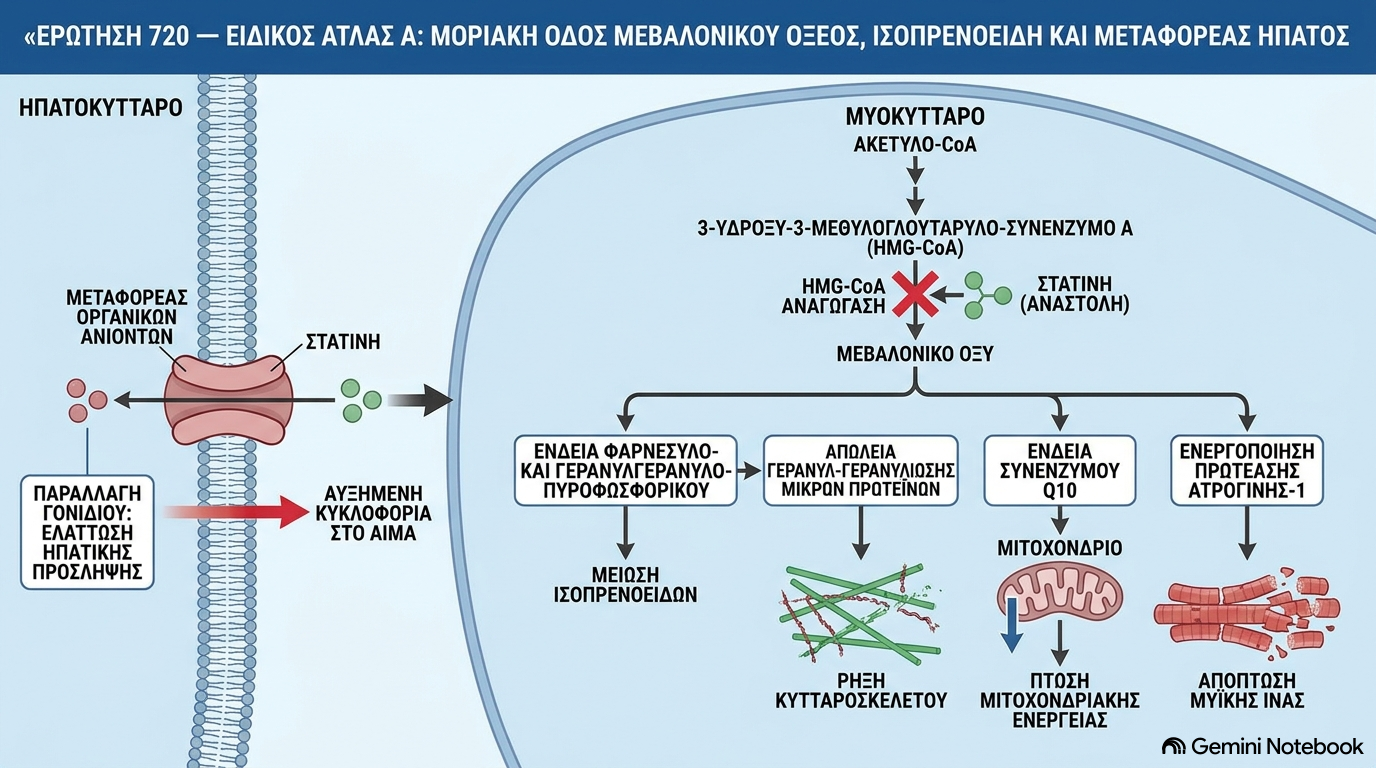 «ΕΡΩΤΗΣΗ 720 — ΕΙΔΙΚΟΣ ΑΤΛΑΣ Α: ΜΟΡΙΑΚΗ ΟΔΟΣ ΜΕΒΑΛΟΝΙΚΟΥ ΟΞΕΟΣ, ΙΣΟΠΡΕΝΟΕΙΔΗ ΚΑΙ ΜΕΤΑΦΟΡΕΑΣ ΗΠΑΤΟΣ
ΗΠΑΤΟΚΥΤΤΑΡΟ
ΜΕΤΑΦΟΡΕΑΣ
ΟΡΓΑΝΙΚΩΝ
ΑΝΙΟΝΤΩΝ
ΣΤΑΤΙΝΗ
ΠΑΡΑΛΛΑΓΗ
ΓΟΝΙΔΙΟΥ:
ΕΛΑΤΤΩΣΗ
ΗΠΑΤΙΚΗΣ
ΠΡΟΣΛΗΨΗΣ
ΑΥΞΗΜΕΝΗ
ΚΥΚΛΟΦΟΡΙΑ
ΣΤΟ ΑΙΜΑ
ΜΥΟΚΥΤΤΑΡΟ
ΑΚΕΤΥΛΟ-CoA
3-ΥΔΡΟΞΥ-3-ΜΕΘΥΛΟΓΛΟΥΤΑΡΥΛΟ-ΣΥΝΕΝΖΥΜΟ Α
(HMG-CoA)
HMG-CoA
ΑΝΑΓΩΓΑΣΗ
ΣΤΑΤΙΝΗ
(ΑΝΑΣΤΟΛΗ)
ΜΕΒΑΛΟΝΙΚΟ ΟΞΥ
ΕΝΔΕΙΑ ΦΑΡΝΕΣΥΛΟ-
ΚΑΙ ΓΕΡΑΝΥΛΓΕΡΑΝΥΛΟ-
ΠΥΡΟΦΩΣΦΟΡΙΚΟΥ
ΜΕΙΩΣΗ
ΙΣΟΠΡΕΝΟΕΙΔΩΝ
ΑΠΩΛΕΙΑ
ΓΕΡΑΝΥΛ-ΓΕΡΑΝΥΛΙΩΣΗΣ
ΜΙΚΡΩΝ ΠΡΩΤΕΪΝΩΝ
ΡΗΞΗ
ΚΥΤΤΑΡΟΣΚΕΛΕΤΟΥ
ΕΝΔΕΙΑ
ΣΥΝΕΝΖΥΜΟΥ
Q10
ΜΙΤΟΧΟΝΔΡΙΟ
ΠΤΩΣΗ
ΜΙΤΟΧΟΝΔΡΙΑΚΗΣ
ΕΝΕΡΓΕΙΑΣ
ΕΝΕΡΓΟΠΟΙΗΣΗ
ΠΡΩΤΕΑΣΗΣ
ΑΤΡΟΓΙΝΗΣ-1
ΑΠΟΠΤΩΣΗ
ΜΥΪΚΗΣ ΙΝΑΣ
Gemini Notebook